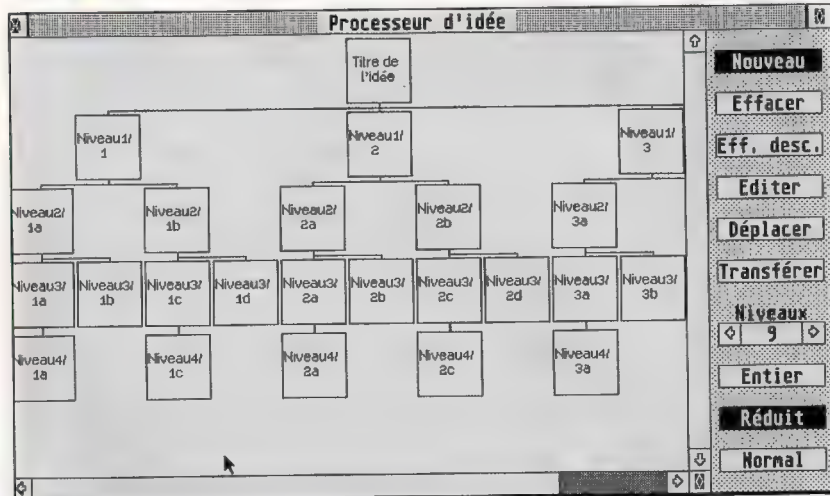 Processeur d'idée
Titre de
l'idée
Niveau1/
1
Niveau1/
2
Niveau1/
3
Niveau2/
1a
Niveau2/
1b
Niveau2/
2a
Niveau2/
2b
Niveau2/
3a
Niveau3/
1a
Niveau3/
1b
Niveau3/
1c
Niveau3/
1d
Niveau3/
2a
Niveau3/
2b
Niveau3/
2c
Niveau3/
2d
Niveau3/
3a
Niveau3/
3b
Niveau4/
1a
Niveau4/
1c
Niveau4/
2a
Niveau4/
2c
Niveau4/
3a
Nouveau
Effacer
Eff. desc.
Editer
Déplacer
Transférer
Niveaux
9
Entier
Réduit
Normal